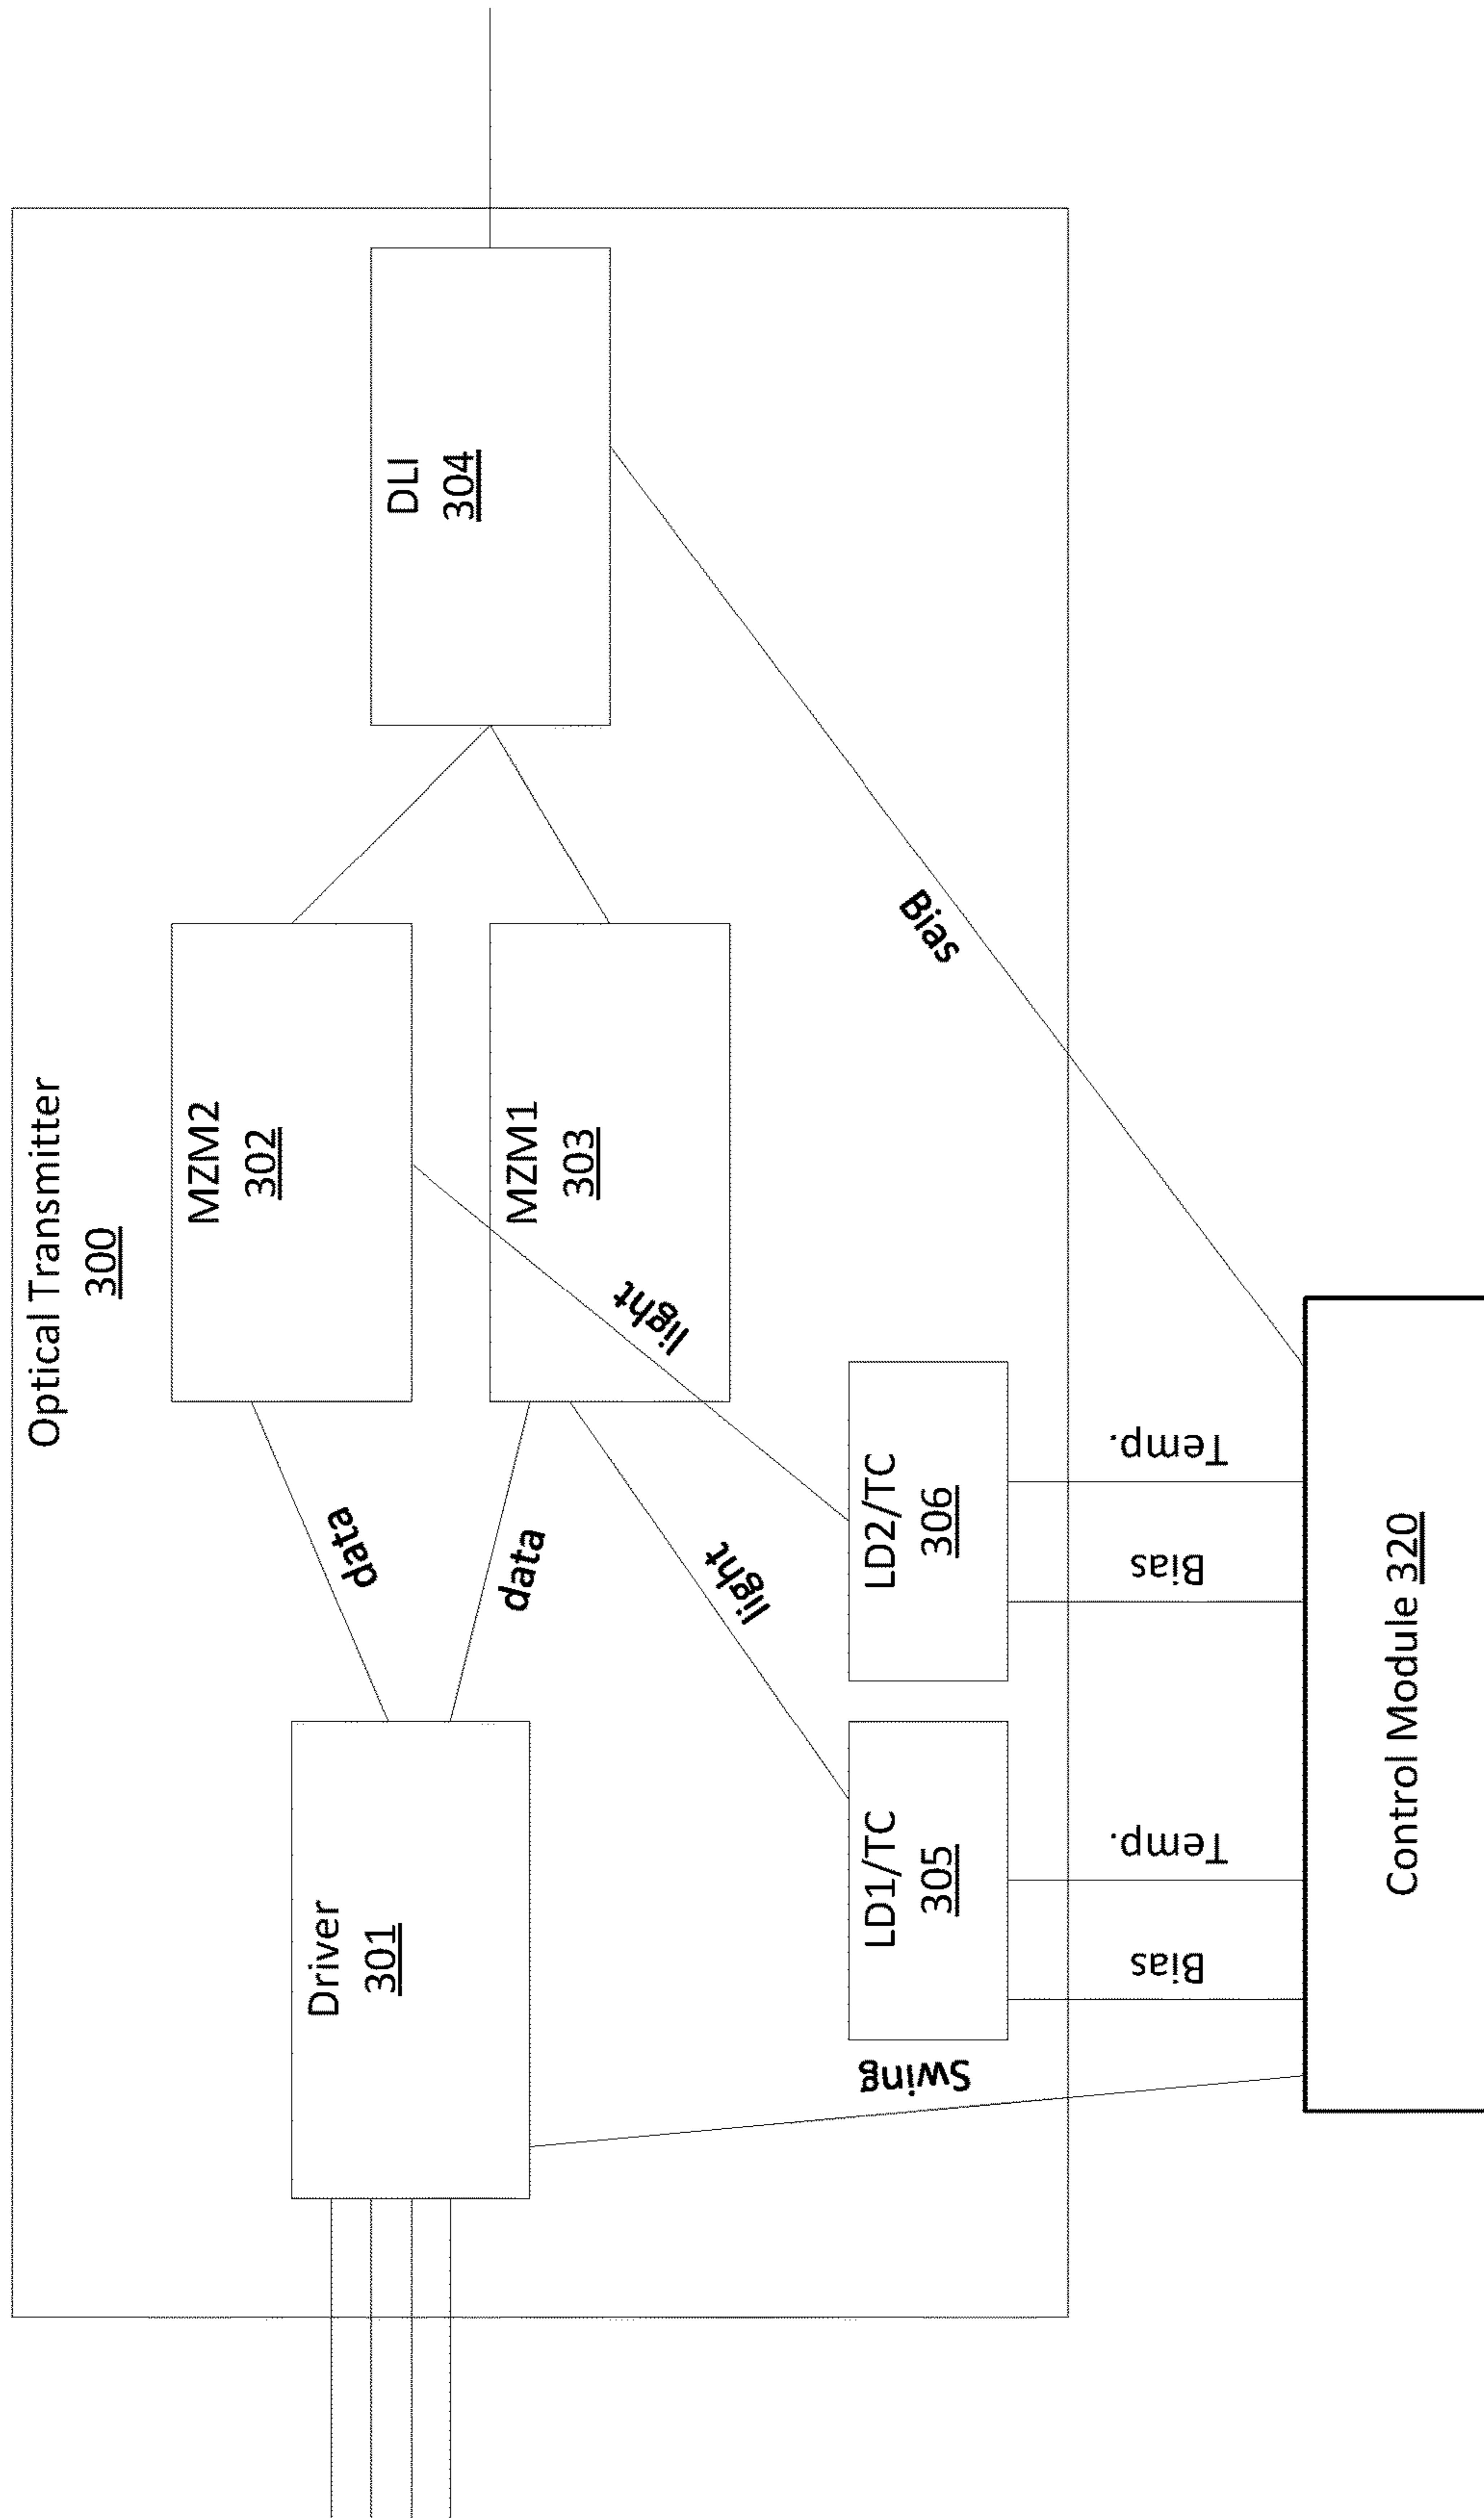 Optical Transmitter
300
Driver
301
data
data
MZM2
302
MZM1
303
DLI
304
light
light
LD1/TC
305
LD2/TC
306
Swing
Bias
Temp.
Bias
Temp.
Bias
Control Module 320